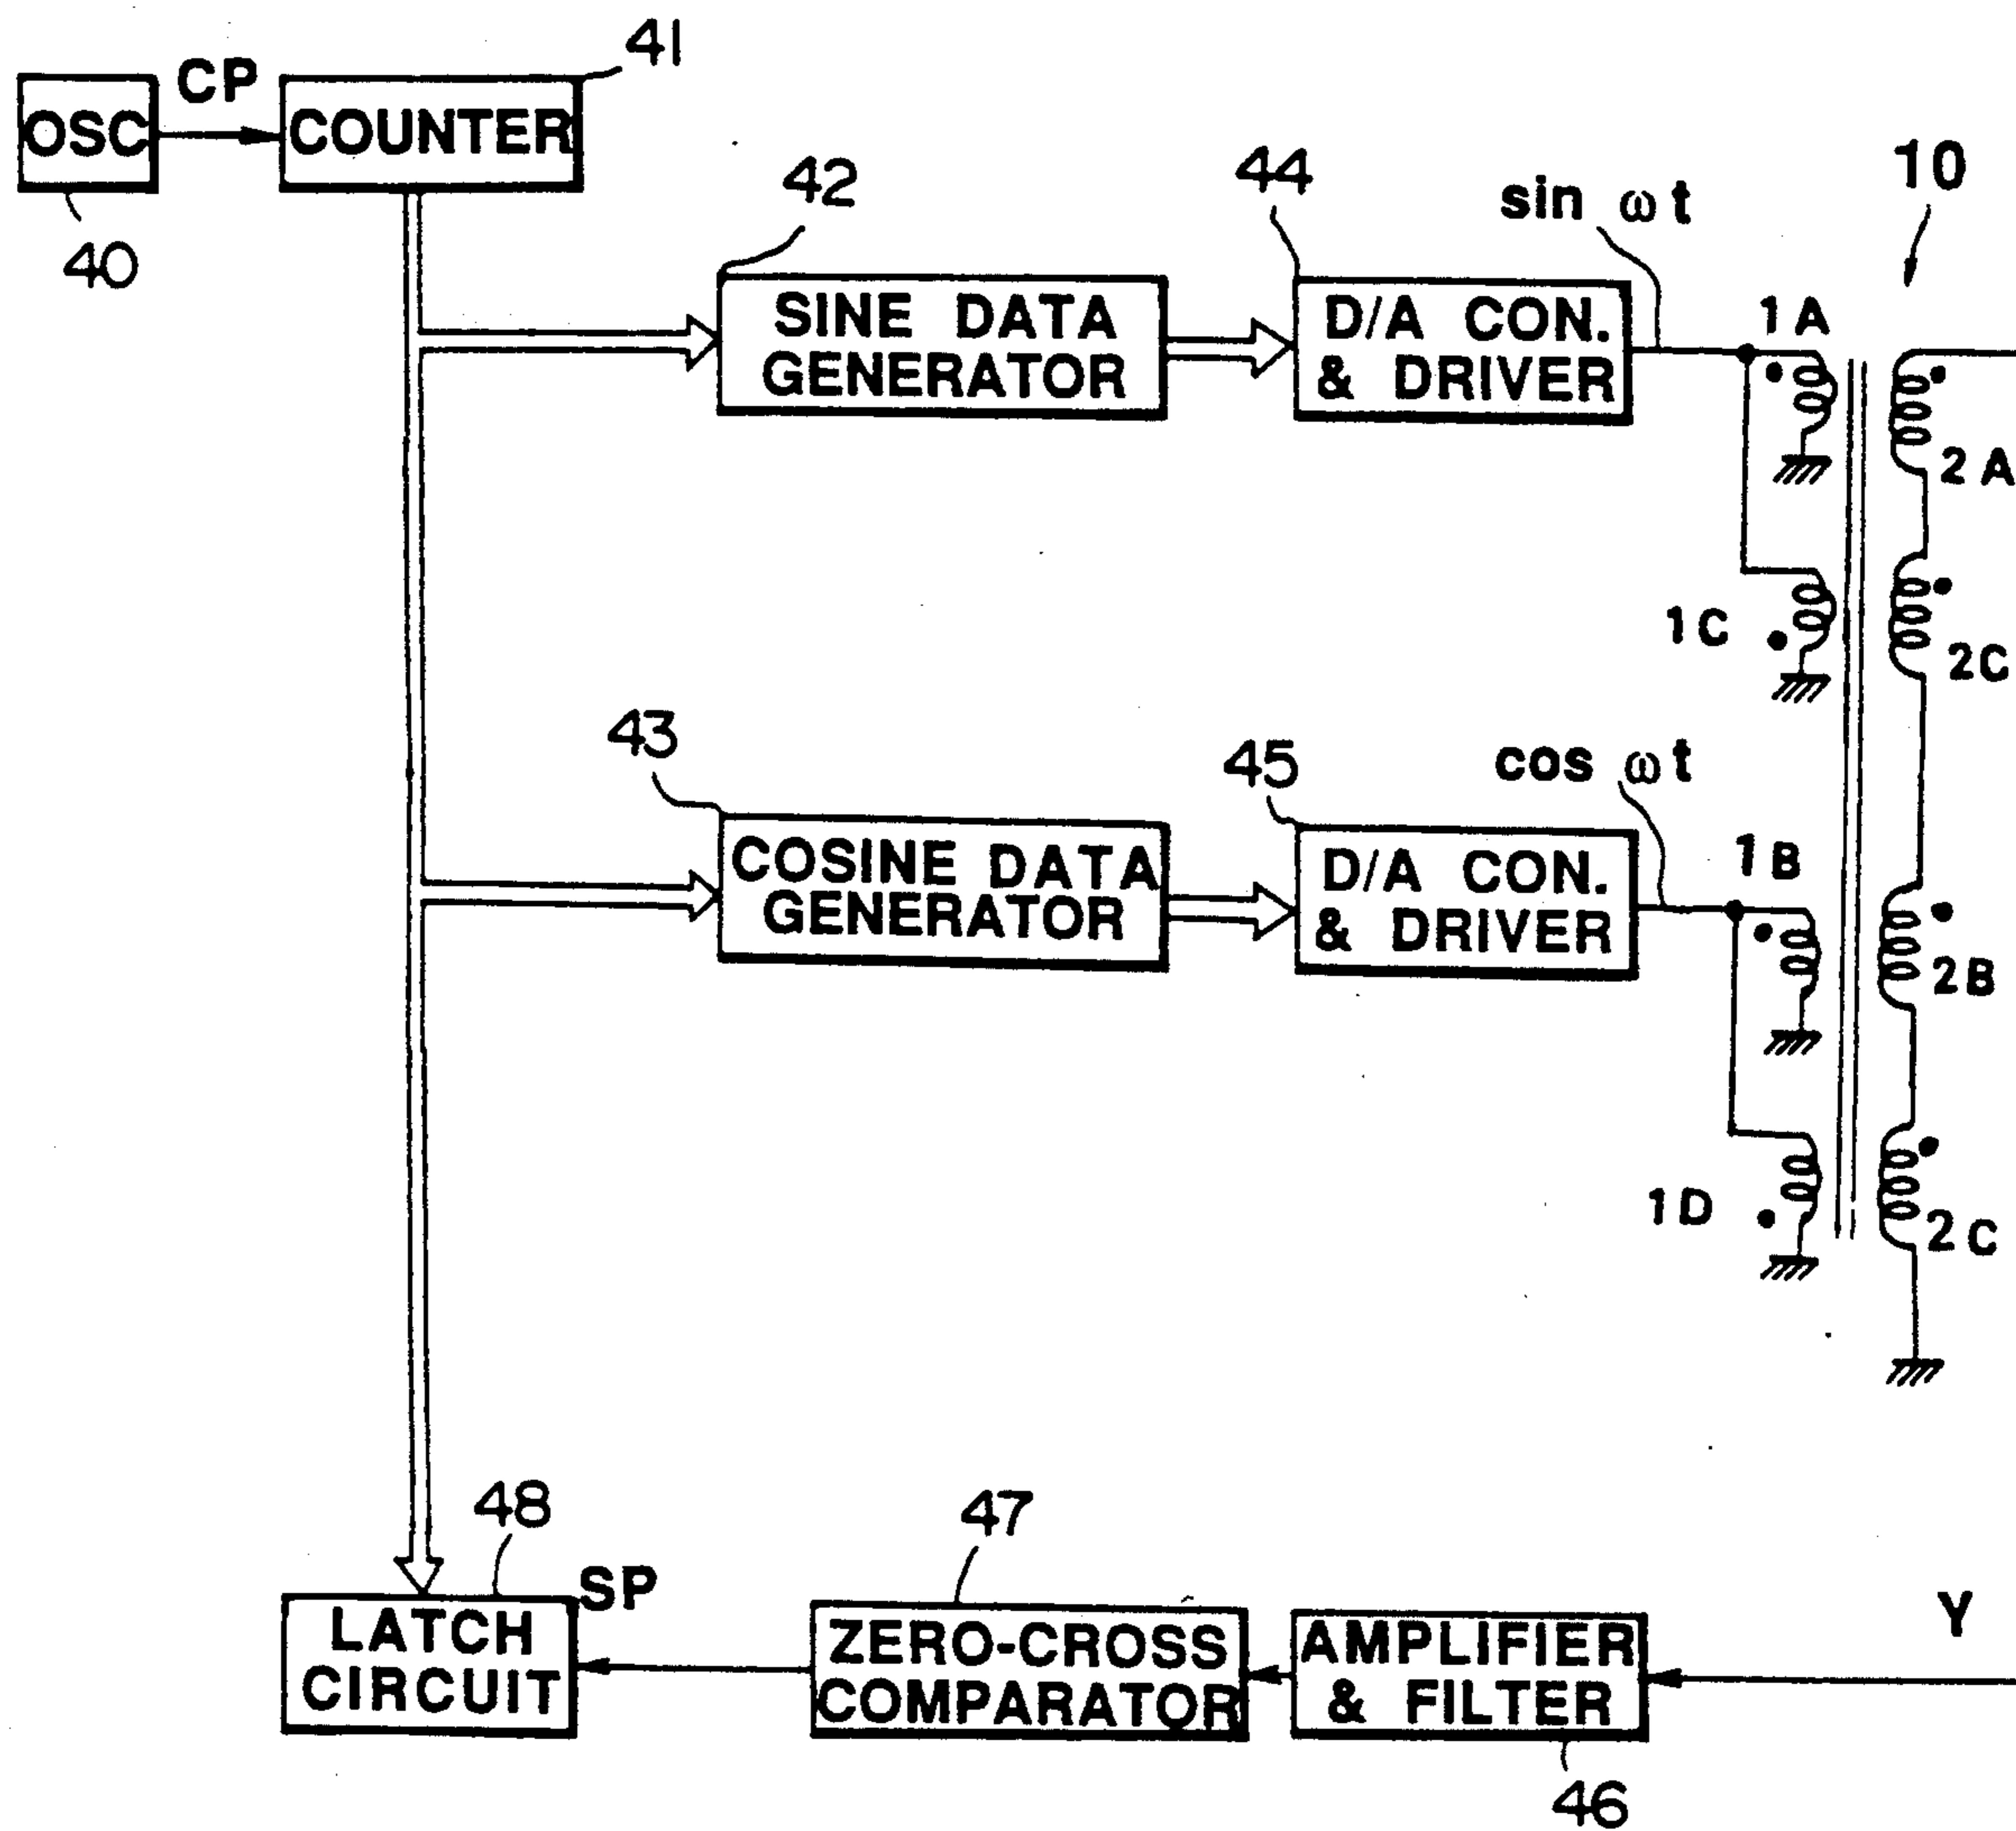 41
CP
OSC
COUNTER
40
42
44
sin ωt
10
SINE DATA
GENERATOR
D/A CON.
& DRIVER
1A
2A
1C
2C
43
45
cos ωt
COSINE DATA
GENERATOR
D/A CON.
& DRIVER
1B
2B
1D
2C
48
47
SP
Y
LATCH
CIRCUIT
ZERO-CROSS
COMPARATOR
AMPLIFIER
& FILTER
46